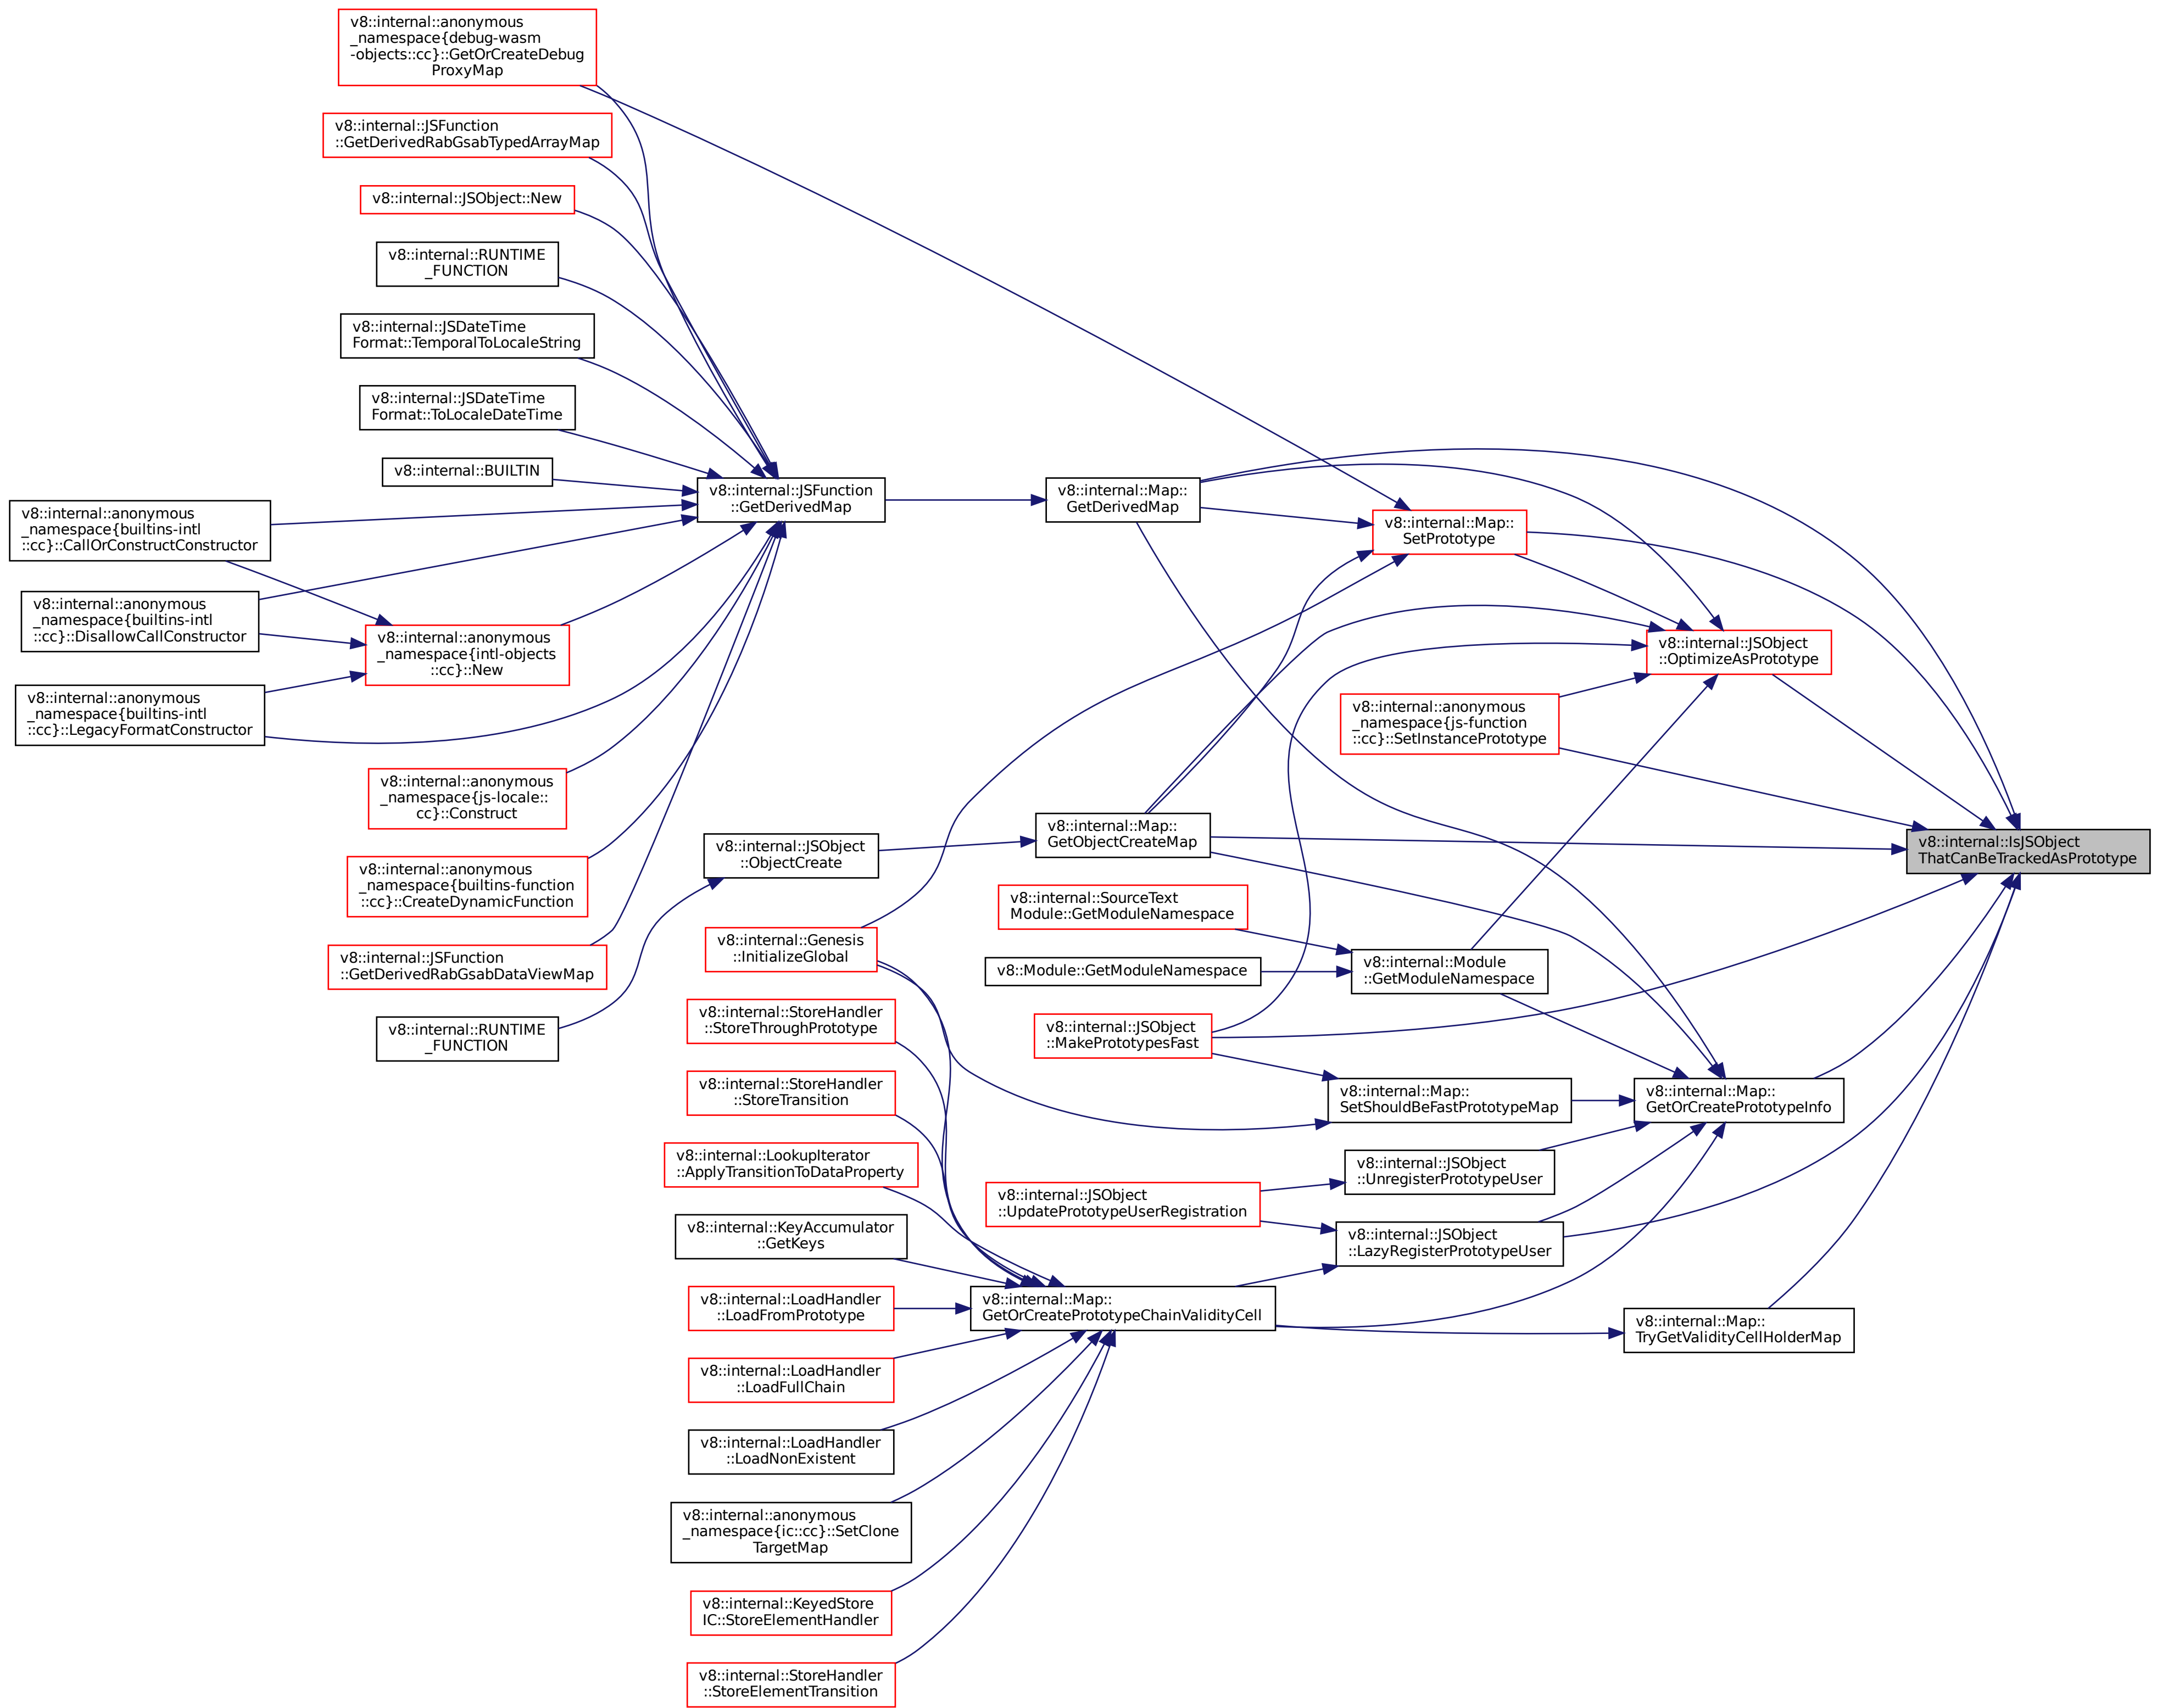 v8::internal::anonymous
_namespace{debug-wasm
-objects::cc}::GetOrCreateDebug
ProxyMap
v8::internal::JSFunction
::GetDerivedRabGsabTypedArrayMap
v8::internal::JSObject::New
v8::internal::RUNTIME
_FUNCTION
v8::internal::JSDateTime
Format::TemporalToLocaleString
v8::internal::JSDateTime
Format::ToLocaleDateTime
v8::internal::BUILTIN
v8::internal::anonymous
_namespace{builtins-intl
::cc}::CallOrConstructConstructor
v8::internal::anonymous
_namespace{builtins-intl
::cc}::DisallowCallConstructor
v8::internal::anonymous
_namespace{builtins-intl
::cc}::LegacyFormatConstructor
v8::internal::anonymous
_namespace{intl-objects
::cc}::New
v8::internal::anonymous
_namespace{js-locale::
cc}::Construct
v8::internal::anonymous
_namespace{builtins-function
::cc}::CreateDynamicFunction
v8::internal::JSFunction
::GetDerivedRabGsabDataViewMap
v8::internal::RUNTIME
_FUNCTION
v8::internal::JSFunction
::GetDerivedMap
v8::internal::JSObject
::ObjectCreate
v8::internal::Genesis
::InitializeGlobal
v8::internal::StoreHandler
::StoreThroughPrototype
v8::internal::StoreHandler
::StoreTransition
v8::internal::LookupIterator
::ApplyTransitionToDataProperty
v8::internal::KeyAccumulator
::GetKeys
v8::internal::LoadHandler
::LoadFromPrototype
v8::internal::LoadHandler
::LoadFullChain
v8::internal::LoadHandler
::LoadNonExistent
v8::internal::anonymous
_namespace{ic::cc}::SetClone
TargetMap
v8::internal::KeyedStore
IC::StoreElementHandler
v8::internal::StoreHandler
::StoreElementTransition
v8::internal::Map::
GetDerivedMap
v8::internal::Map::
GetObjectCreateMap
v8::internal::SourceText
Module::GetModuleNamespace
v8::Module::GetModuleNamespace
v8::internal::JSObject
::MakePrototypesFast
v8::internal::JSObject
::UpdatePrototypeUserRegistration
v8::internal::Map::
GetOrCreatePrototypeChainValidityCell
v8::internal::Map::
SetPrototype
v8::internal::anonymous
_namespace{js-function
::cc}::SetInstancePrototype
v8::internal::Module
::GetModuleNamespace
v8::internal::Map::
SetShouldBeFastPrototypeMap
v8::internal::JSObject
::UnregisterPrototypeUser
v8::internal::JSObject
::LazyRegisterPrototypeUser
v8::internal::JSObject
::OptimizeAsPrototype
v8::internal::Map::
GetOrCreatePrototypeInfo
v8::internal::Map::
TryGetValidityCellHolderMap
v8::internal::IsJSObject
ThatCanBeTrackedAsPrototype